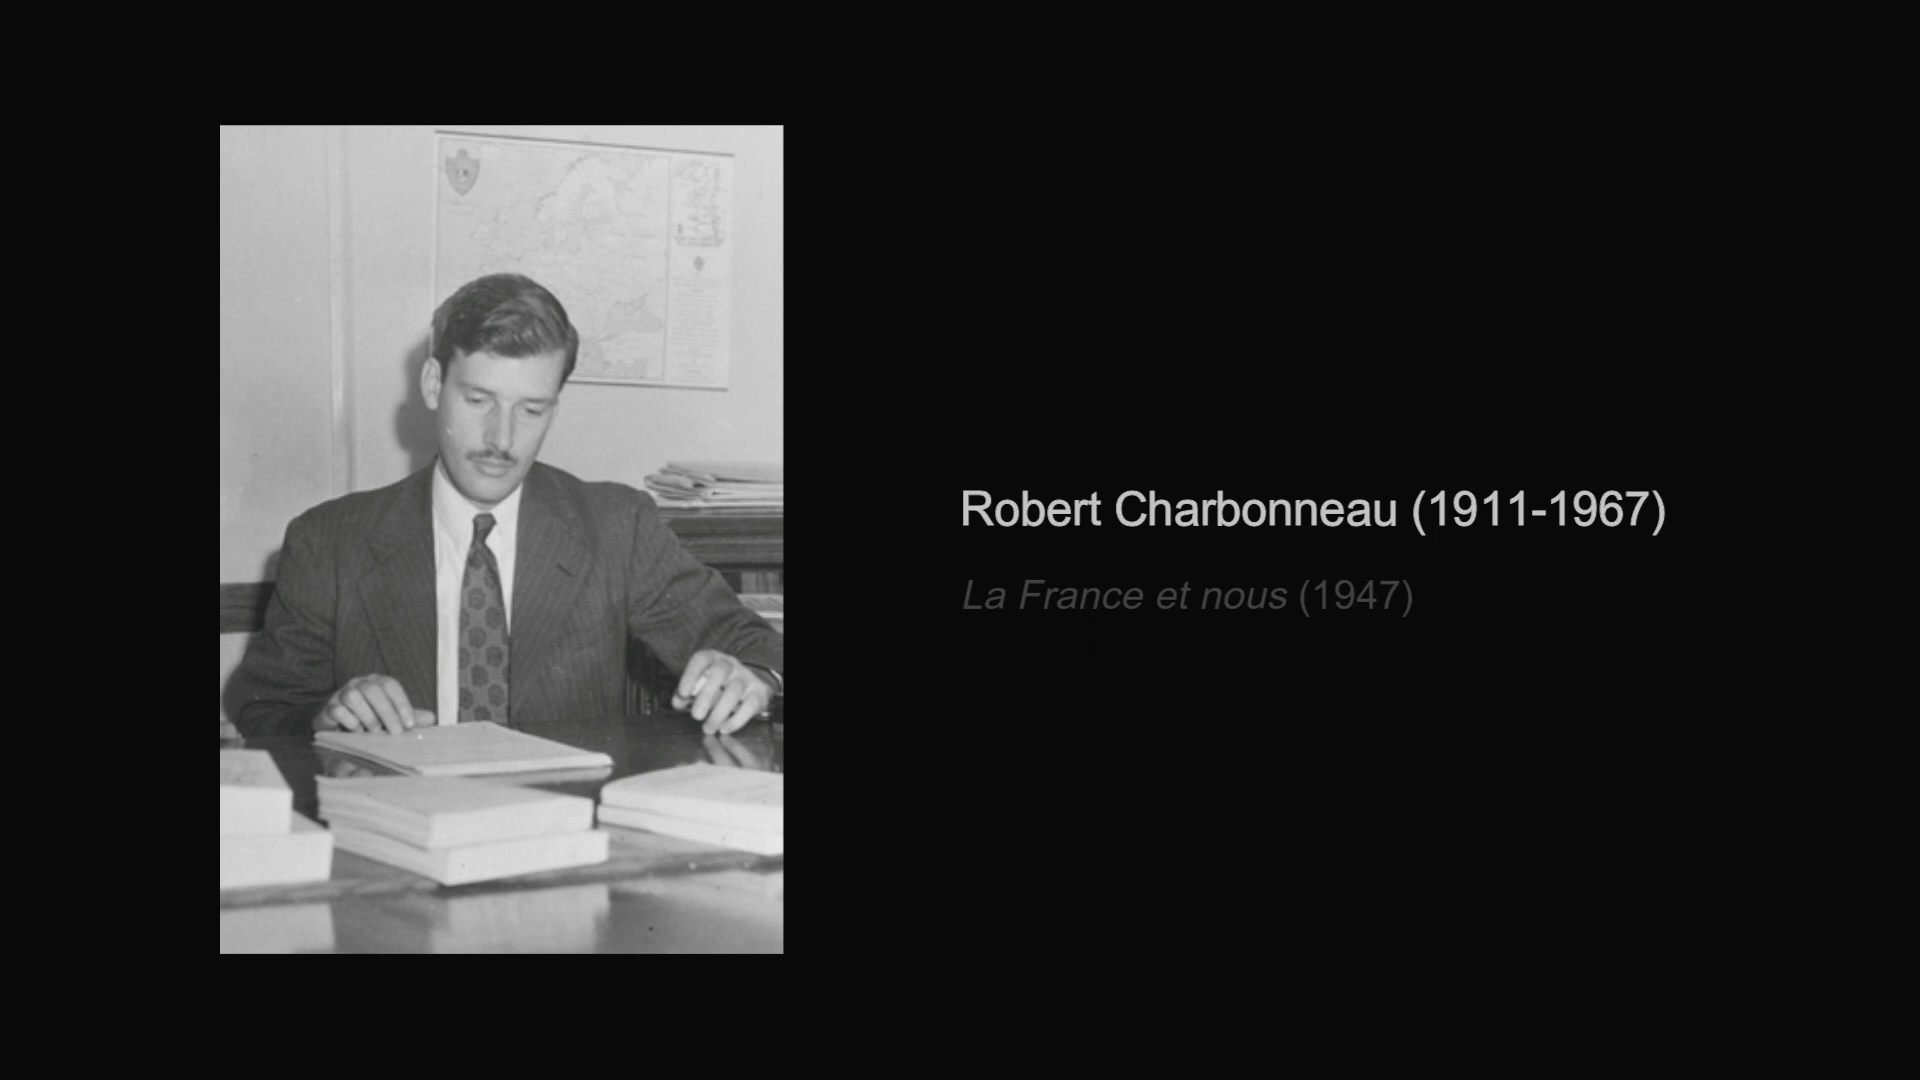 Robert Charbonneau (1911-1967)
La France et nous (1947)